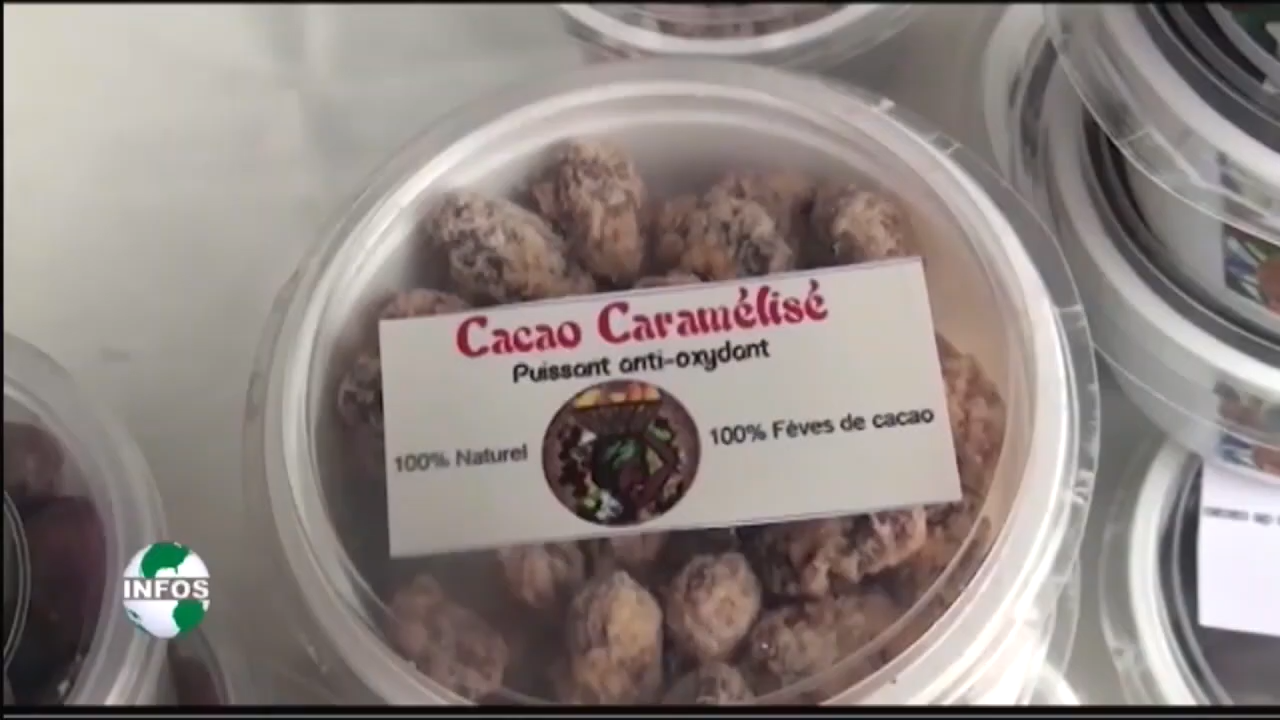 Cacao Caramélisé
Puissant anti-oxydant
100% Naturel
100% Fèves de cacao
INFOS